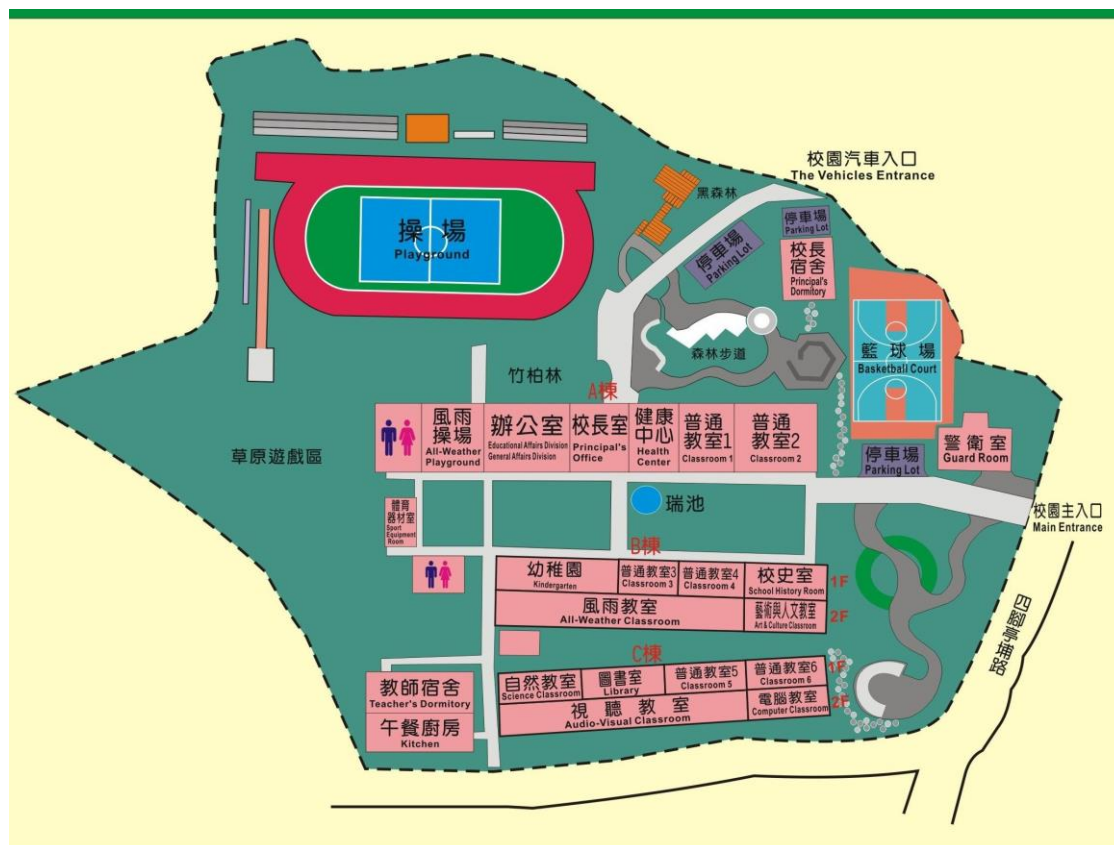 校園汽車入口
The Vehicles Entrance
黑森林
停車場
Parking Lot
停車場
Parking Lot
校長
宿舍
Principal's
Dormitory
操場
Playground
森林步道
籃球場
Basketball Court
竹柏林
A棟
風雨
操場
All-Weather
Playground
辦公室
Educational Affairs Division
General Affairs Division
校長室
Principal's
Office
健康
中心
Health
Center
普通
教室1
Classroom 1
普通
教室2
Classroom 2
停車場
Parking Lot
警衛室
Guard Room
草原遊戲區
體育
器材室
Sport
Equipment
Room
瑞池
校園主入口
Main Entrance
B棟
幼稚園
Kindergarten
普通教室3
Classroom 3
普通教室4
Classroom 4
校史室
School History Room
1F
風雨教室
All-Weather Classroom
藝術與人文教室
Art & Culture Classroom
2F
四腳亭埔路
C棟
自然教室
Science Classroom
圖書室
Library
普通教室5
Classroom 5
普通教室6
Classroom 6
1F
視聽教室
Audio-Visual Classroom
電腦教室
Computer Classroom
2F
教師宿舍
Teacher's Dormitory
午餐廚房
Kitchen